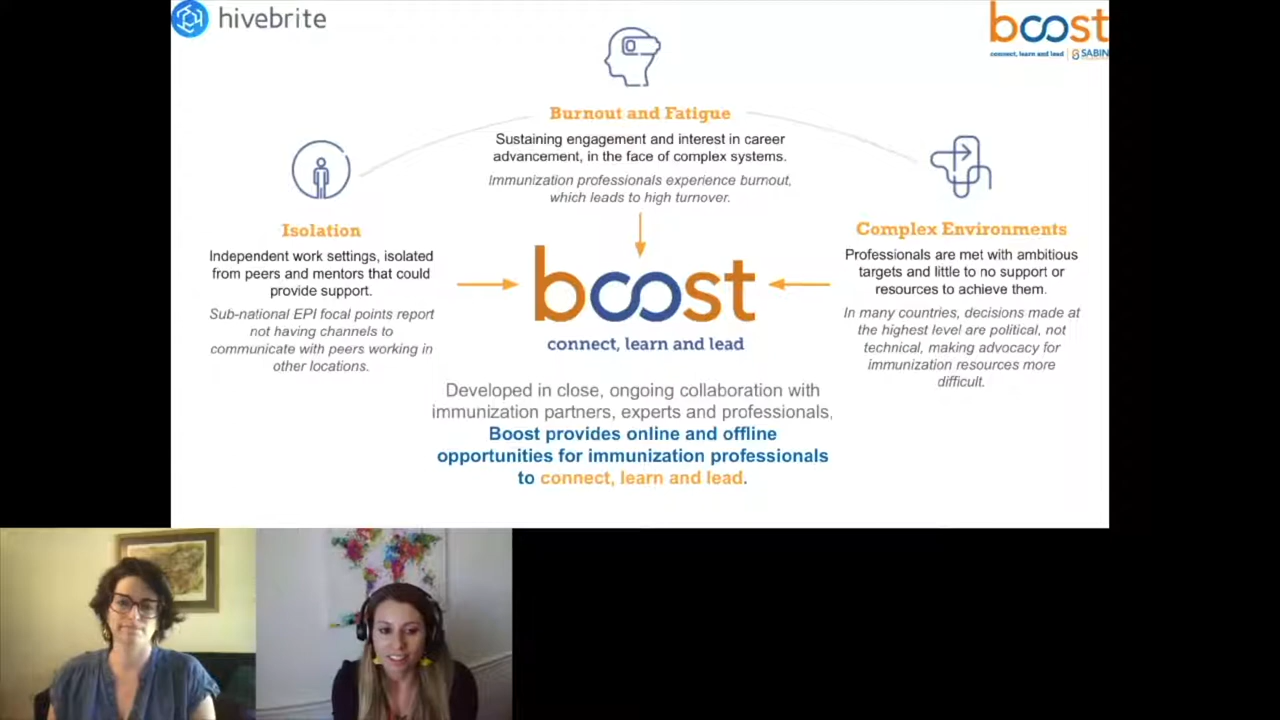 hivebrite
boost
connect, learn and lead | SABIN
Burnout and Fatigue
Sustaining engagement and interest in career
advancement, in the face of complex systems.
Immunization professionals experience burnout,
which leads to high turnover.
Isolation
Independent work settings, isolated
from peers and mentors that could
provide support.
Sub-national EPI focal points report
not having channels to
communicate with peers working in
other locations.
Complex Environments
Professionals are met with ambitious
targets and little to no support or
resources to achieve them.
In many countries, decisions made at
the highest level are political, not
technical, making advocacy for
immunization resources more
difficult.
boost
connect, learn and lead
Developed in close, ongoing collaboration with
immunization partners, experts and professionals,
Boost provides online and offline
opportunities for immunization professionals
to connect, learn and lead.